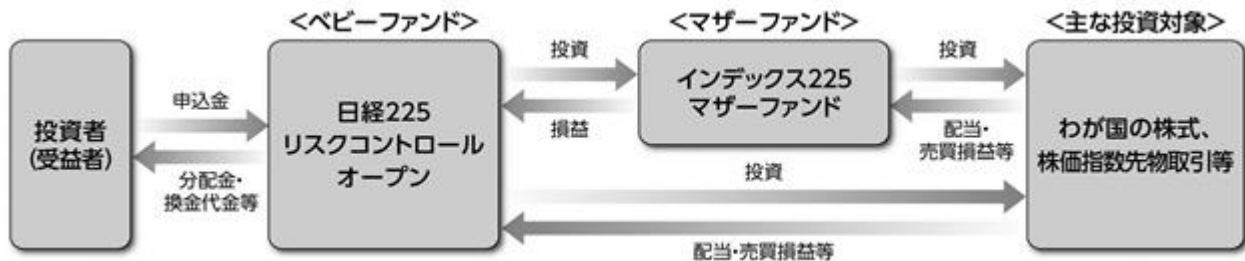 <ベビーファンド>
<マザーファンド>
<主な投資対象>
投資者
(受益者)
申込金
分配金・
換金代金等
日経225
リスクコントロール
オープン
投資
損益
インデックス225
マザーファンド
投資
配当・
売買損益等
投資
配当・売買損益等
わが国の株式、
株価指数先物取引等